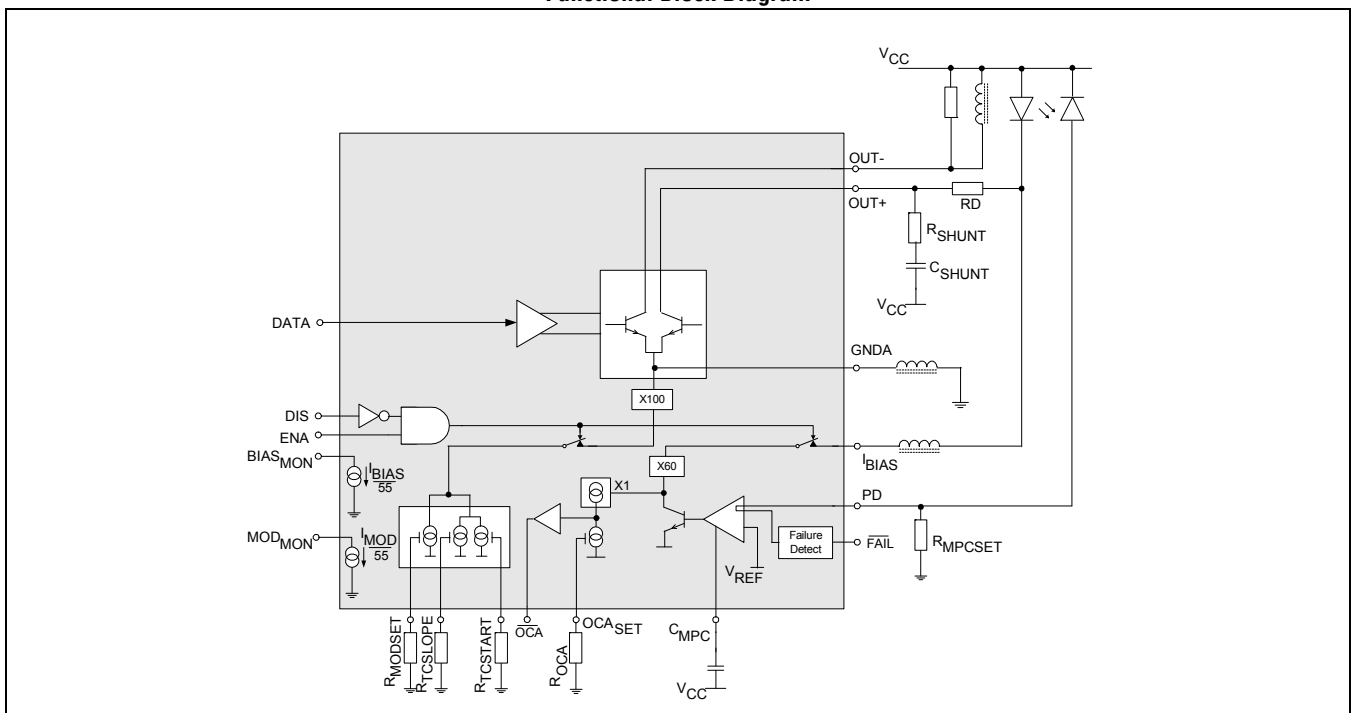 Functional Block Diagram
VCC
OUT-
OUT+
RD
RSHUNT
CSHUNT
VCC
DATA
GNDA
X100
DIS
ENA
IBIAS
X60
BIASMON
IBIAS
55
X1
PD
MODMON
IMOD
55
Failure
Detect
FAIL
RMPCSET
VREF
RMODSET
RTCSLOPE
RTCSTART
OCA
ROCA
OCASET
CMPC
VCC